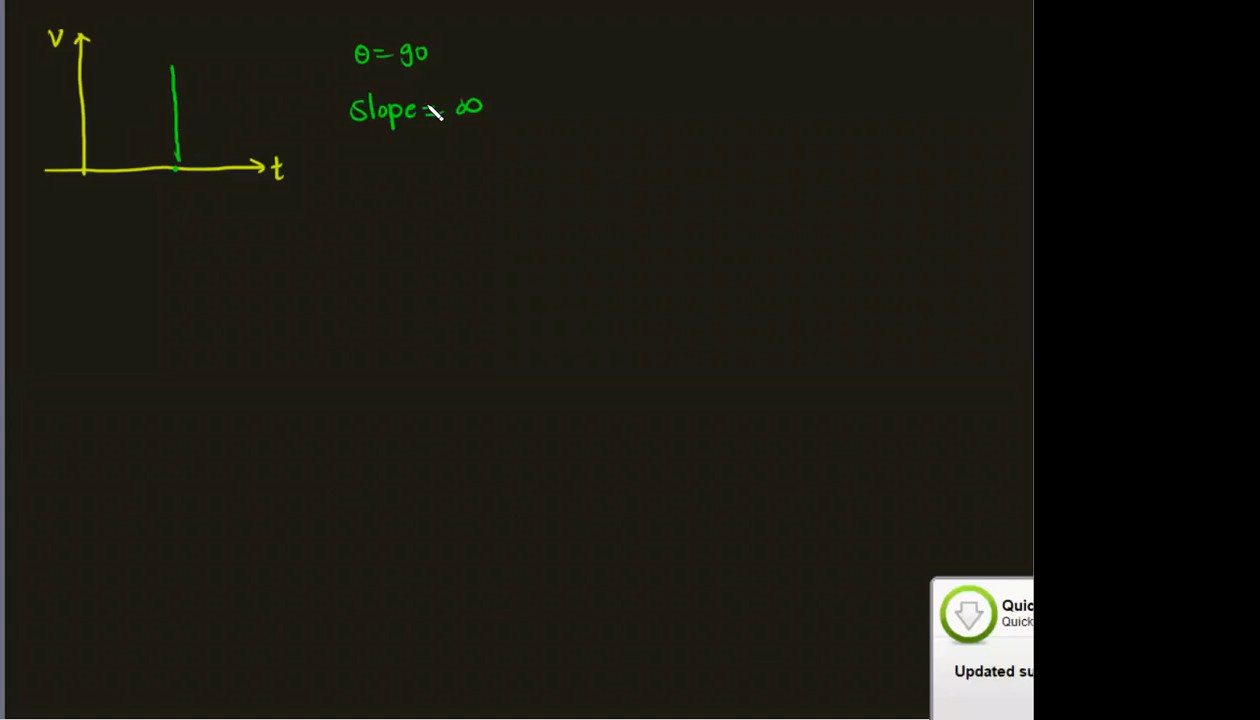 v
θ = 90
Slope = ∞
t
Quic
Quick
Updated su